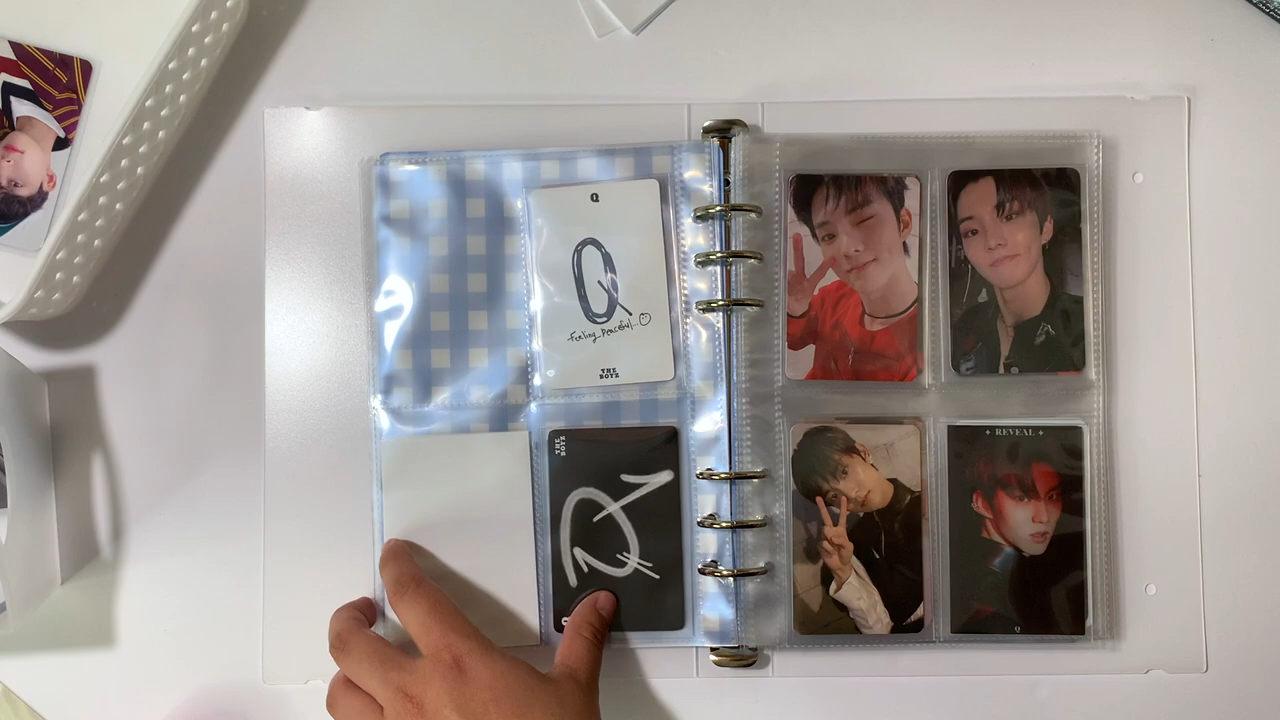 Q
Q
Feeling peaceful...
THE
BOYZ
THE
BOYZ
Q
✦ REVEAL ✦
Q